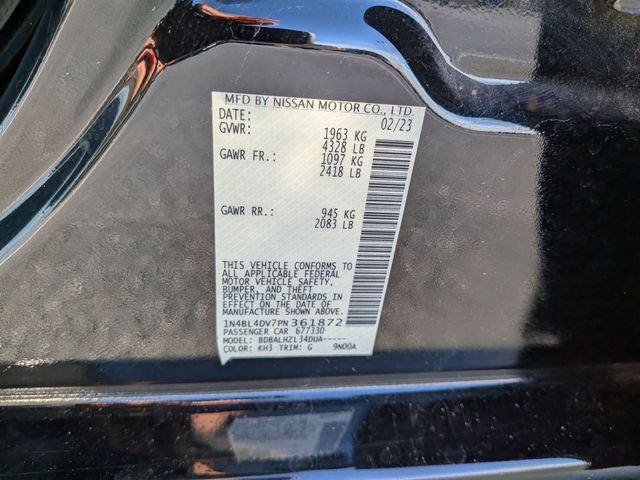 MFD BY NISSAN MOTOR CO., LTD.
DATE: 02/23
GVWR: 1963 KG
4328 LB
GAWR FR.: 1097 KG
2418 LB
GAWR RR.: 945 KG
2083 LB
THIS VEHICLE CONFORMS TO
ALL APPLICABLE FEDERAL
MOTOR VEHICLE SAFETY,
BUMPER, AND THEFT
PREVENTION STANDARDS IN
EFFECT ON THE DATE OF
MANUFACTURE SHOWN ABOVE.
1N4BL4DV7PN361872
PASSENGER CAR 677330
MODEL: BDBALHZL34DUA-----
COLOR: KH3 TRIM: G 9N00A